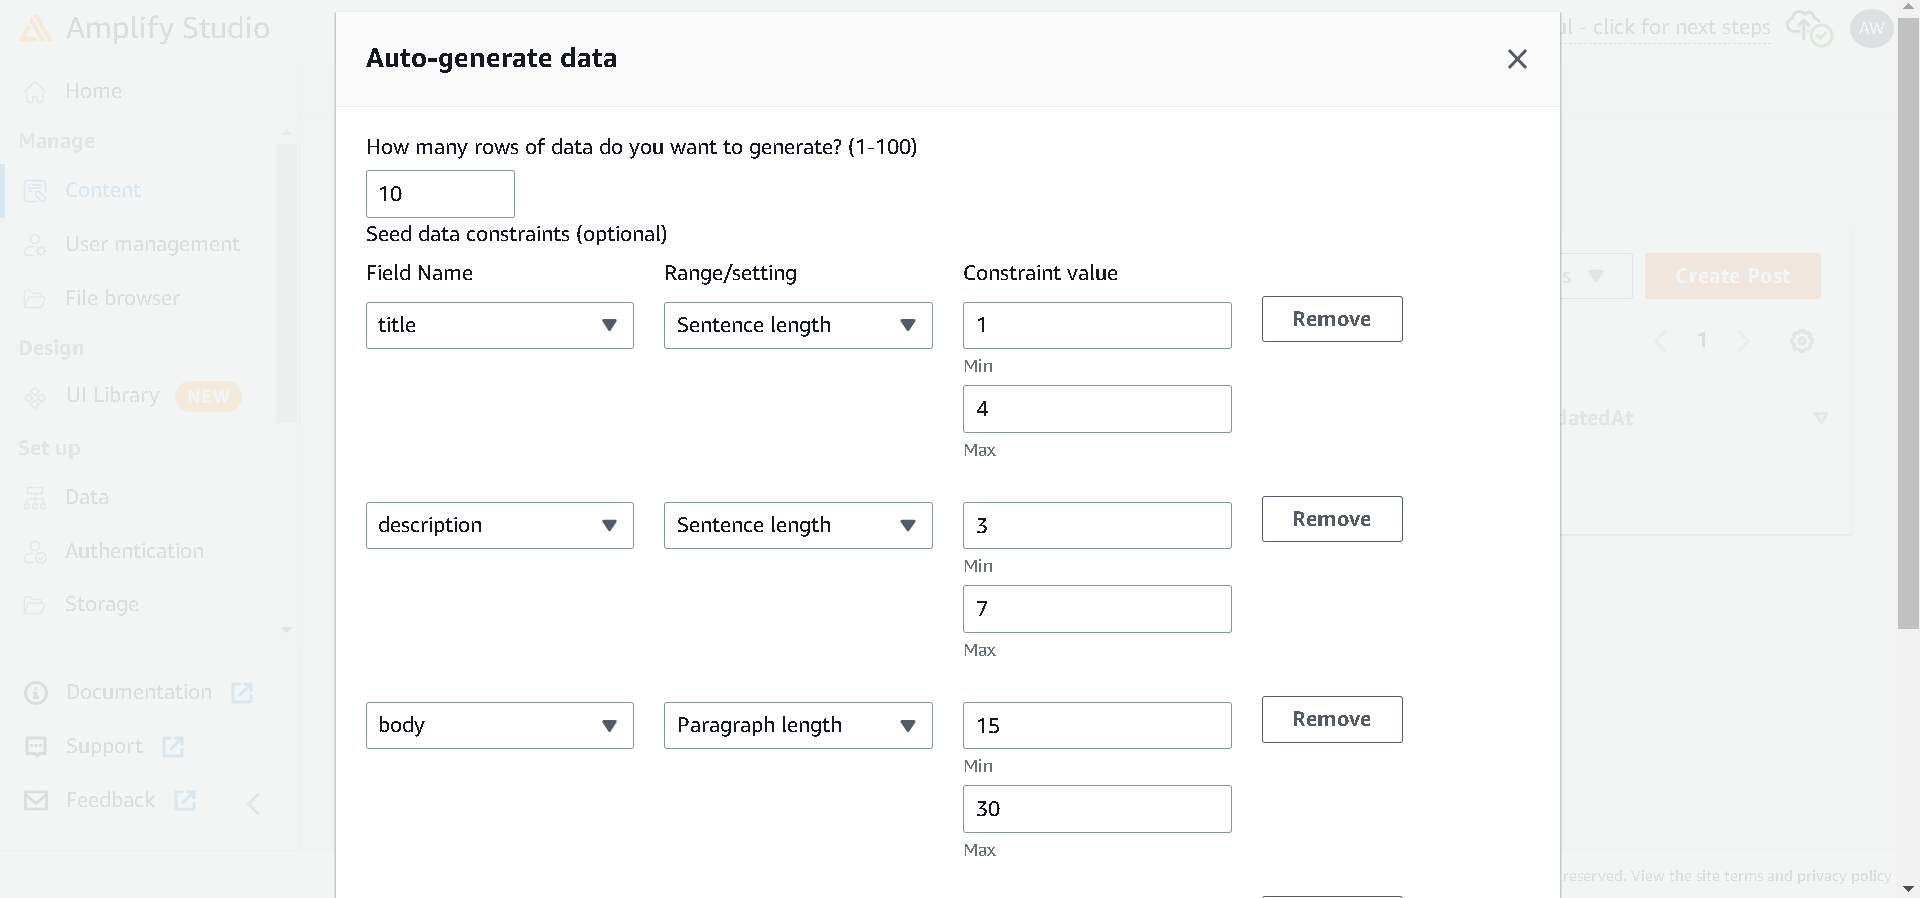 Amplify Studio
Home
Manage
Content
User management
File browser
Design
UI Library NEW
Set up
Data
Authentication
Storage
Documentation
Support
Feedback
Auto-generate data
How many rows of data do you want to generate? (1-100)
10
Seed data constraints (optional)
Field Name Range/setting Constraint value
title Sentence length 1 Remove
Min
4
Max
description Sentence length 3 Remove
Min
7
Max
body Paragraph length 15 Remove
Min
30
Max
- click for next steps
AW
Create Post
1
datedAt
reserved. View the site terms and privacy policy